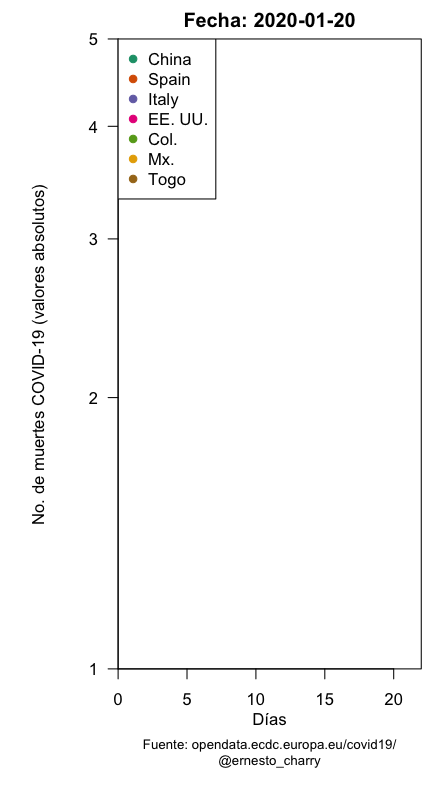 Fecha: 2020-01-20
5
4
3
2
1
China
Spain
Italy
EE. UU.
Col.
Mx.
Togo
No. de muertes COVID-19 (valores absolutos)
0 5 10 15 20
Días
Fuente: opendata.ecdc.europa.eu/covid19/
@ernesto_charry